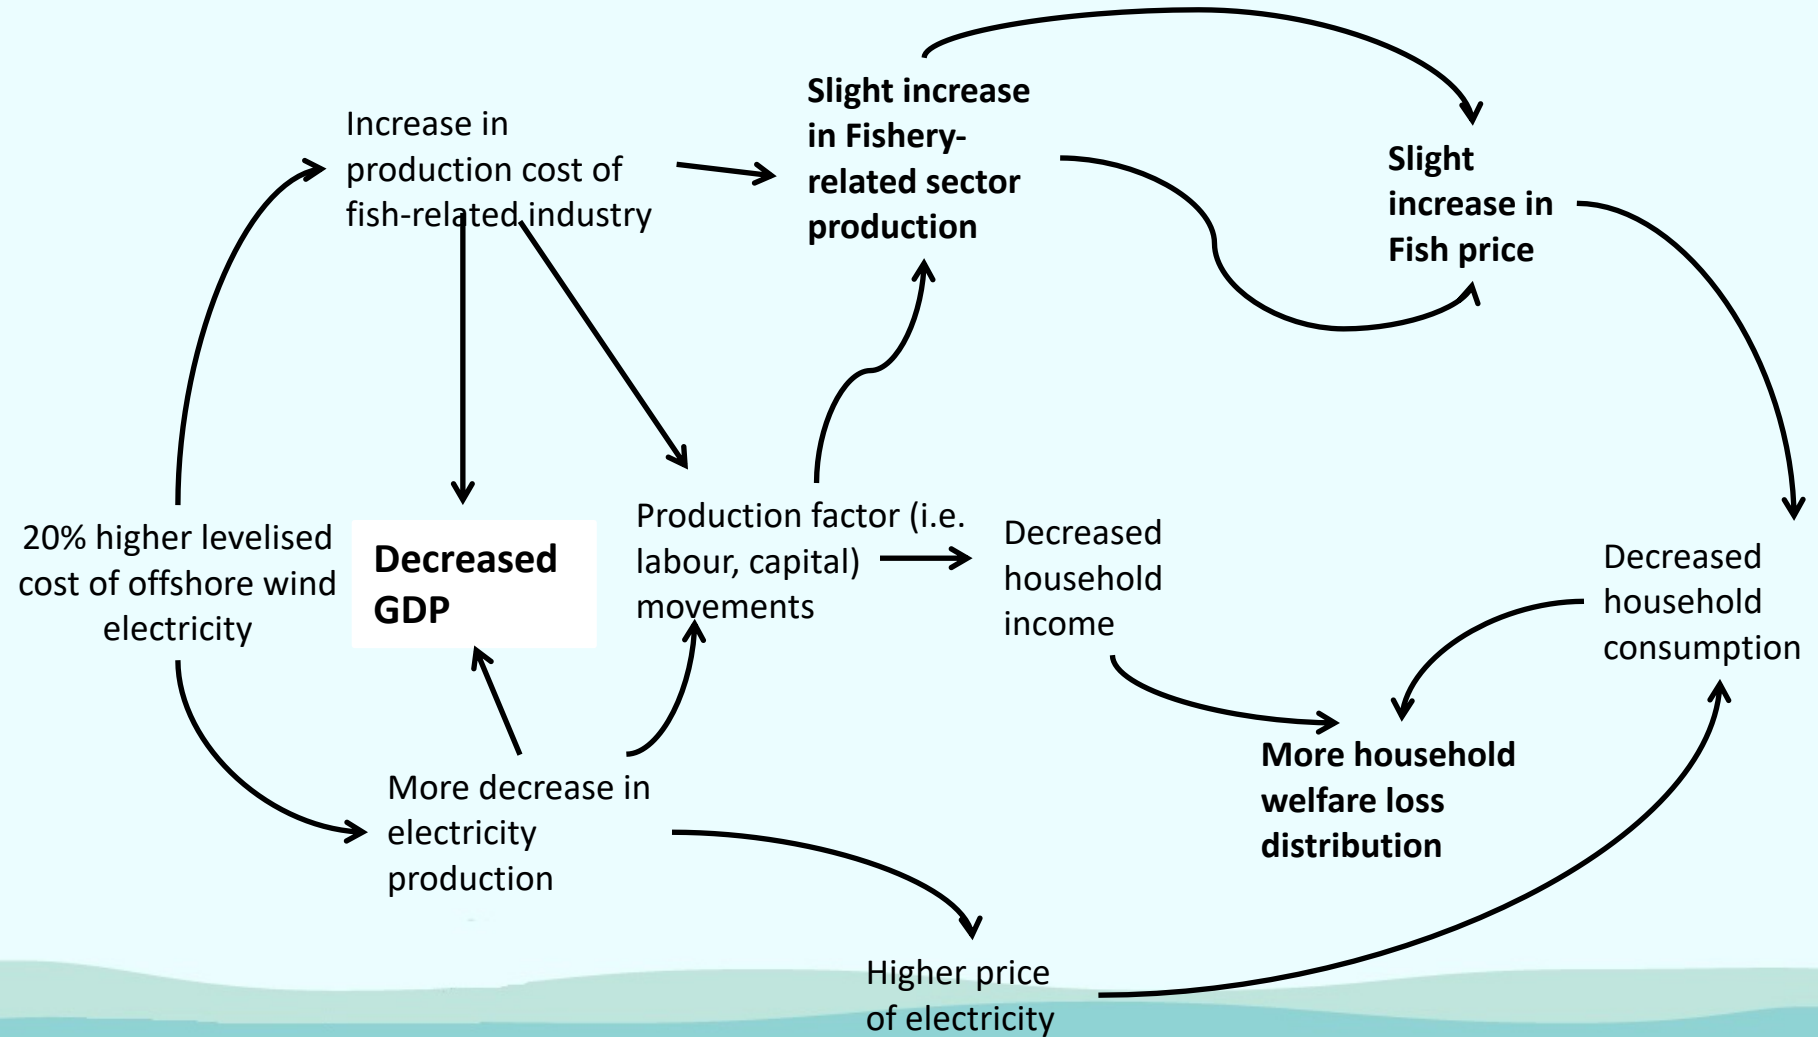 Slight increase
in Fishery-
related sector
production
Increase in
production cost of
fish-related industry
Slight
increase in
Fish price
20% higher levelised
cost of offshore wind
electricity
Decreased
GDP
Production factor (i.e.
labour, capital)
movements
Decreased
household
income
Decreased
household
consumption
More household
welfare loss
distribution
More decrease in
electricity
production
Higher price
of electricity